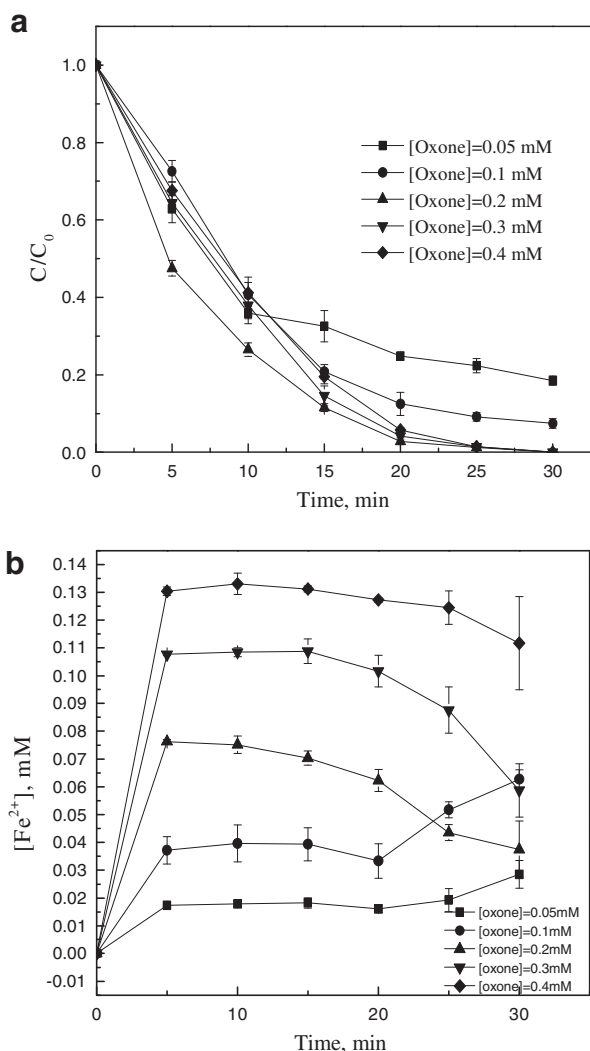 a
1.0
0.8
0.6
0.4
0.2
0.0
C/C₀
[Oxone]=0.05 mM
[Oxone]=0.1 mM
[Oxone]=0.2 mM
[Oxone]=0.3 mM
[Oxone]=0.4 mM
0 5 10 15 20 25 30
Time, min
b
0.14
0.13
0.12
0.11
0.10
0.09
0.08
0.07
0.06
0.05
0.04
0.03
0.02
0.01
0.00
-0.01
[Fe²⁺], mM
[oxone]=0.05mM
[oxone]=0.1mM
[oxone]=0.2mM
[oxone]=0.3mM
[oxone]=0.4mM
0 5 10 15 20 25 30
Time, min